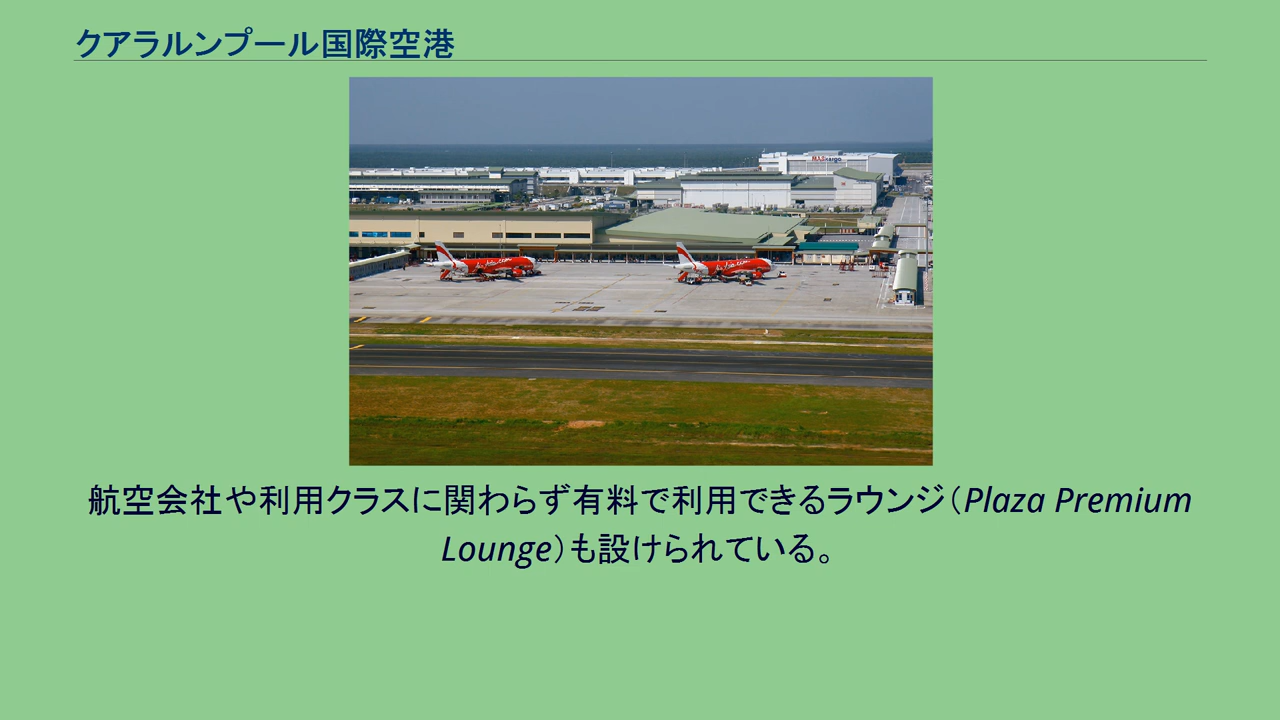 クアラルンプール国際空港
航空会社や利用クラスに関わらず有料で利用できるラウンジ（Plaza Premium
Lounge）も設けられている。